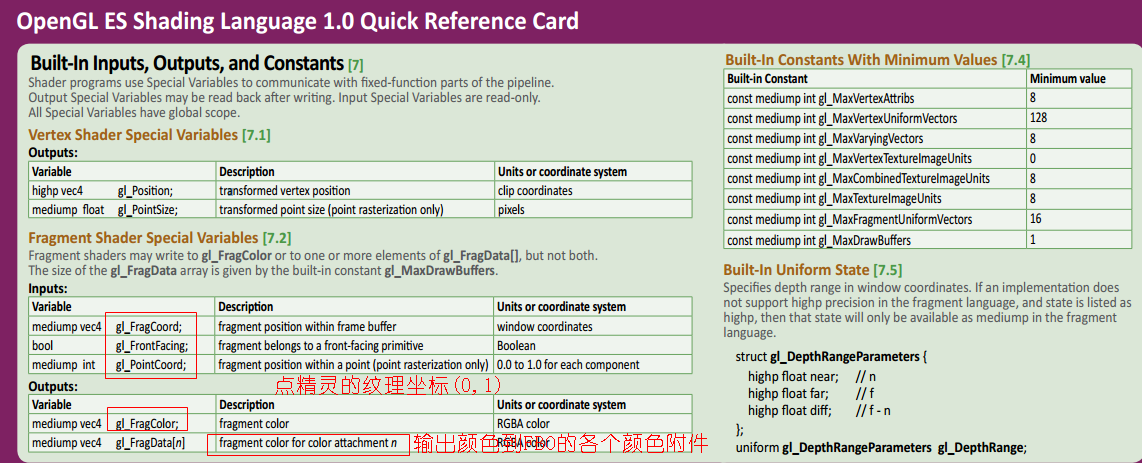 OpenGL ES Shading Language 1.0 Quick Reference Card
Built-In Inputs, Outputs, and Constants [7]
Shader programs use Special Variables to communicate with fixed-function parts of the pipeline.
Output Special Variables may be read back after writing. Input Special Variables are read-only.
All Special Variables have global scope.
Vertex Shader Special Variables [7.1]
Outputs:
Variable Description Units or coordinate system
highp vec4 gl_Position; transformed vertex position clip coordinates
mediump float gl_PointSize; transformed point size (point rasterization only) pixels
Fragment Shader Special Variables [7.2]
Fragment shaders may write to gl_FragColor or to one or more elements of gl_FragData[], but not both.
The size of the gl_FragData array is given by the built-in constant gl_MaxDrawBuffers.
Inputs:
Variable Description Units or coordinate system
mediump vec4 gl_FragCoord; fragment position within frame buffer window coordinates
bool gl_FrontFacing; fragment belongs to a front-facing primitive Boolean
mediump int gl_PointCoord; fragment position within a point (point rasterization only) 0.0 to 1.0 for each component
点精灵的纹理坐标(0,1)
Outputs:
Variable Description Units or coordinate system
mediump vec4 gl_FragColor; fragment color RGBA color
mediump vec4 gl_FragData[n] fragment color for color attachment n RGBA color
输出颜色到FBO的各个颜色附件
Built-In Constants With Minimum Values [7.4]
Built-in Constant Minimum value
const mediump int gl_MaxVertexAttribs 8
const mediump int gl_MaxVertexUniformVectors 128
const mediump int gl_MaxVaryingVectors 8
const mediump int gl_MaxVertexTextureImageUnits 0
const mediump int gl_MaxCombinedTextureImageUnits 8
const mediump int gl_MaxTextureImageUnits 8
const mediump int gl_MaxFragmentUniformVectors 16
const mediump int gl_MaxDrawBuffers 1
Built-In Uniform State [7.5]
Specifies depth range in window coordinates. If an implementation does
not support highp precision in the fragment language, and state is listed as
highp, then that state will only be available as mediump in the fragment
language.
struct gl_DepthRangeParameters {
highp float near; // n
highp float far; // f
highp float diff; // f - n
};
uniform gl_DepthRangeParameters gl_DepthRange;